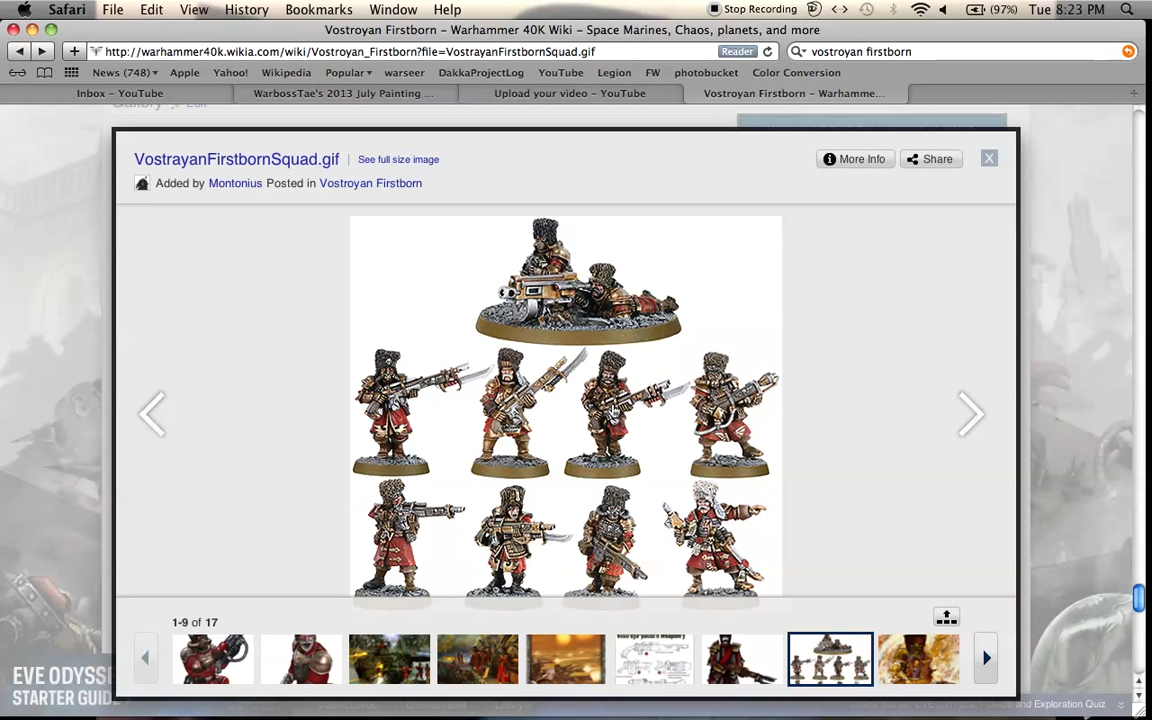 Safari File Edit View History Bookmarks Window Help Stop Recording (97%) Tue 8:23 PM
Vostroyan Firstborn – Warhammer 40K Wiki – Space Marines, Chaos, planets, and more
http://warhammer40k.wikia.com/wiki/Vostroyan_Firstborn?file=VostrayanFirstbornSquad.gif Reader vostroyan firstborn
News (748) Apple Yahoo! Wikipedia Popular warseer DakkaProjectLog YouTube Legion FW photobucket Color Conversion
Inbox – YouTube WarbossTae's 2013 July Painting ... Upload your video – YouTube Vostroyan Firstborn – Warhamme...
Gallery Edit
VostrayanFirstbornSquad.gif See full size image More Info Share X
Added by Montonius Posted in Vostroyan Firstborn
1-9 of 17
EVE ODYSSE
STARTER GUIDE
and Exploration Quiz